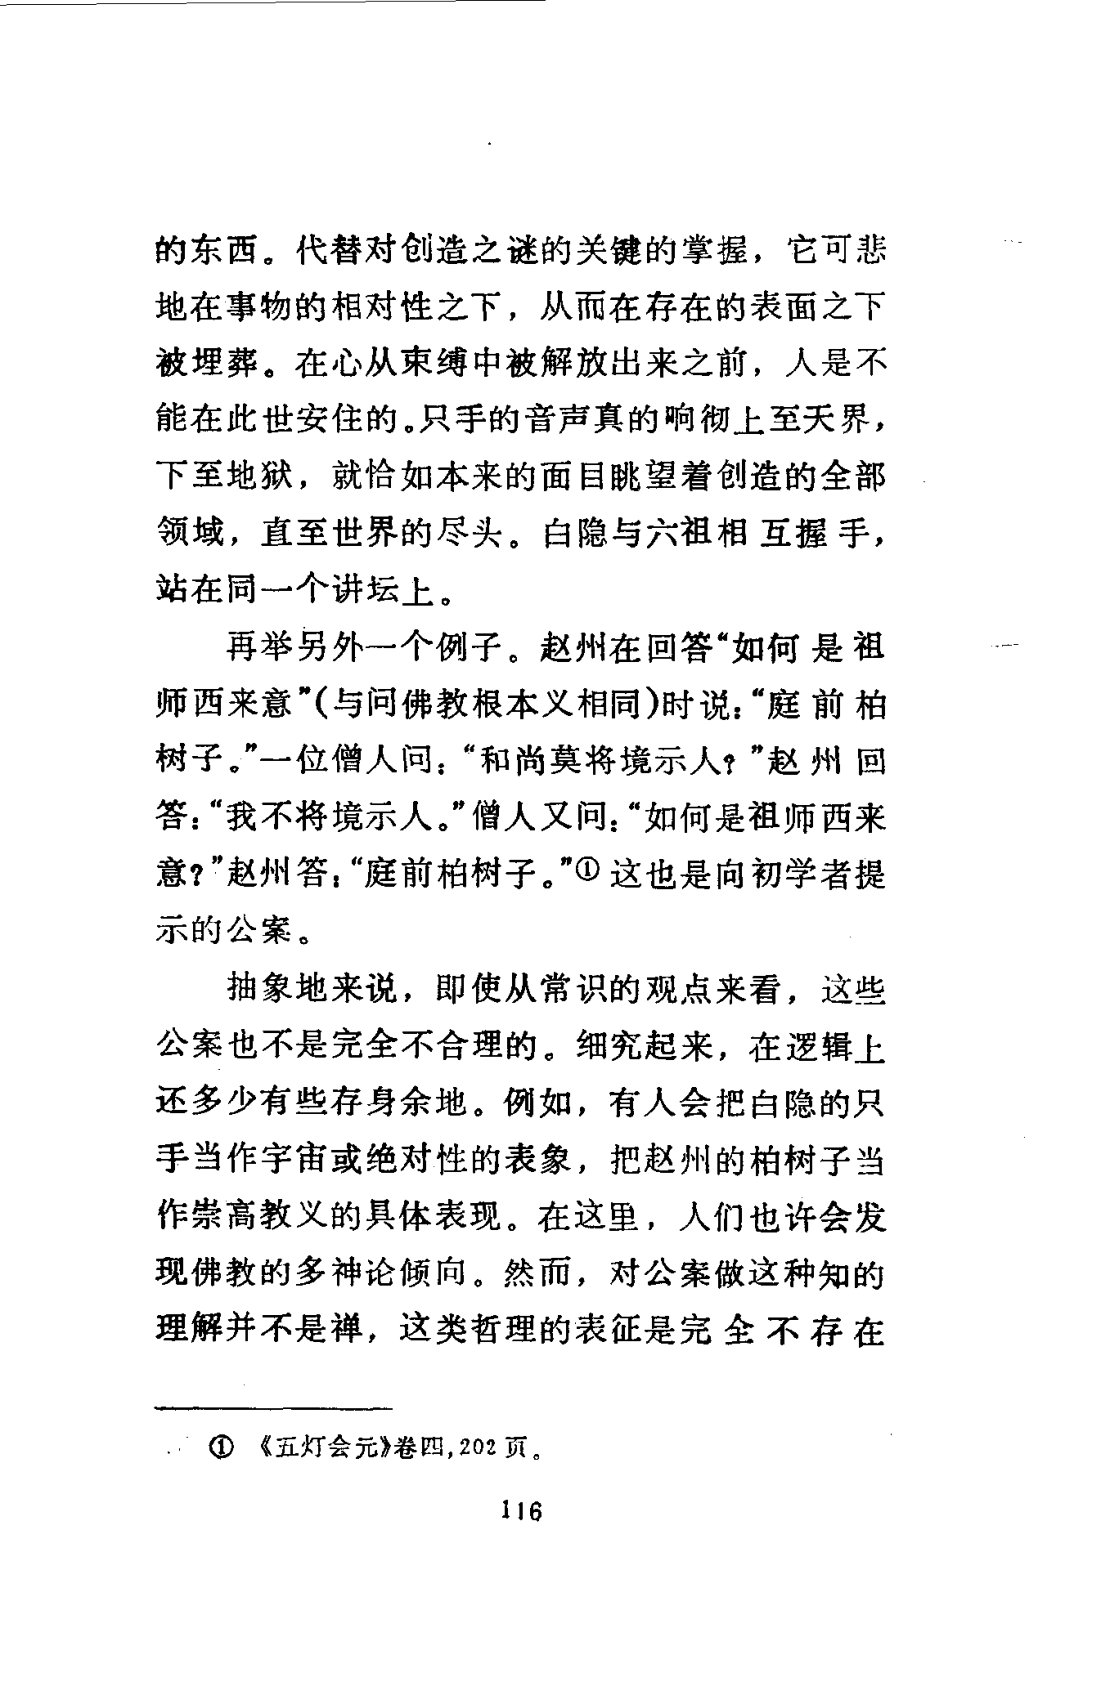 的东西。代替对创造之谜的关键的掌握，它可悲
地在事物的相对性之下，从而在存在的表面之下
被埋葬。在心从束缚中被解放出来之前，人是不
能在此世安住的。只手的音声真的响彻上至天界，
下至地狱，就恰如本来的面目眺望着创造的全部
领域，直至世界的尽头。白隐与六祖相互握手，
站在同一个讲坛上。
再举另外一个例子。赵州在回答“如何是祖
师西来意”(与问佛教根本义相同)时说：“庭前柏
树子。”一位僧人问：“和尚莫将境示人？”赵州回
答：“我不将境示人。”僧人又问：“如何是祖师西来
意？”赵州答：“庭前柏树子。”① 这也是向初学者提
示的公案。
抽象地来说，即使从常识的观点来看，这些
公案也不是完全不合理的。细究起来，在逻辑上
还多少有些存身余地。例如，有人会把白隐的只
手当作宇宙或绝对性的表象，把赵州的柏树子当
作崇高教义的具体表现。在这里，人们也许会发
现佛教的多神论倾向。然而，对公案做这种知的
理解并不是禅，这类哲理的表征是完全不存在
① 《五灯会元》卷四，202页。
116